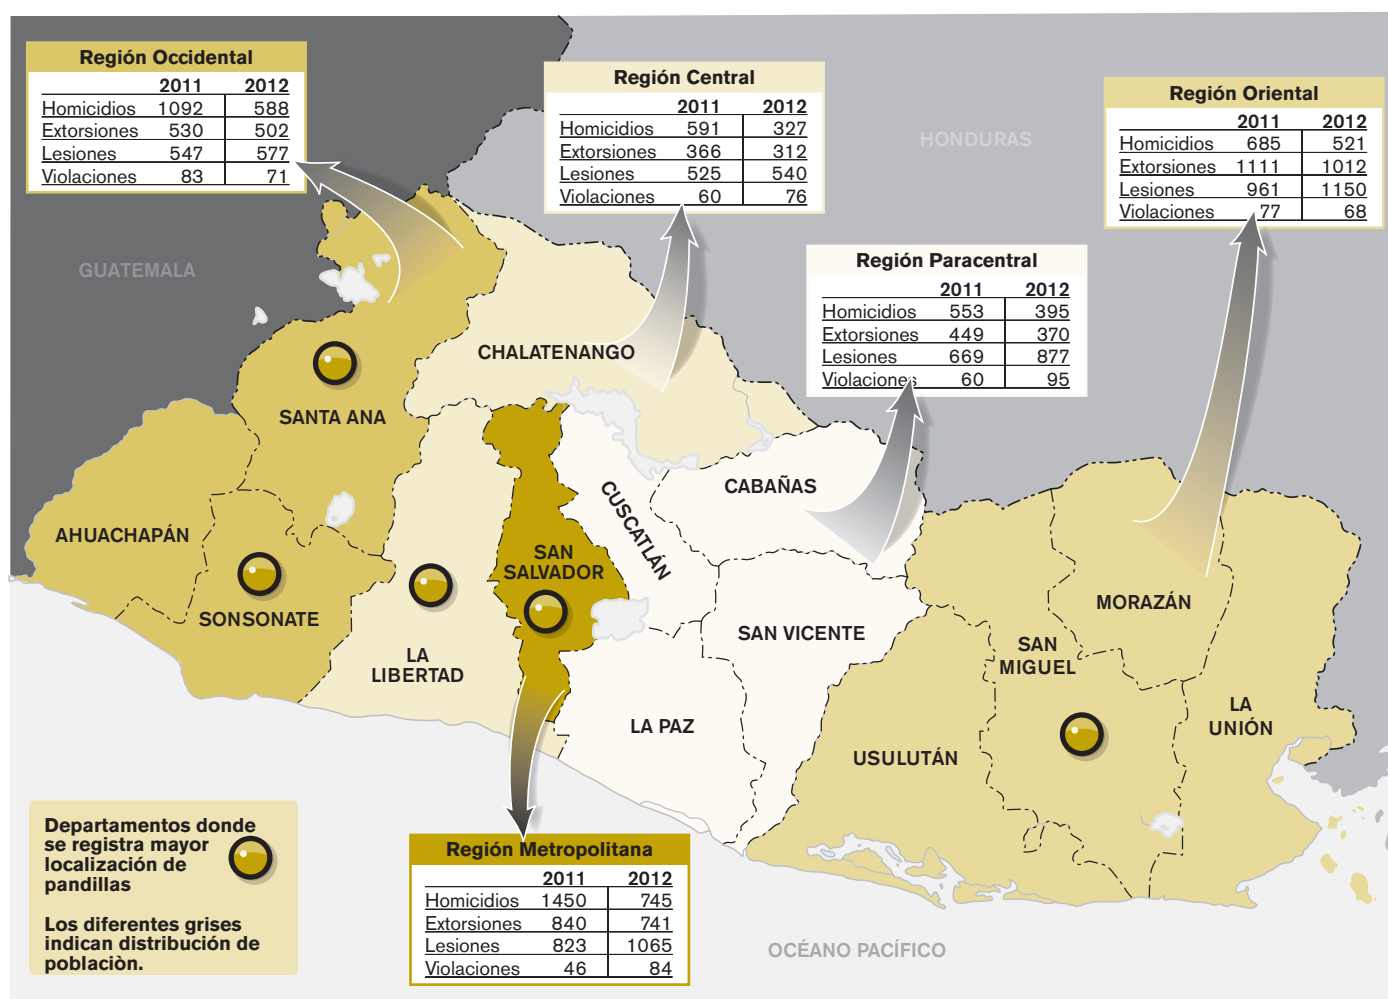 Región Occidental
2011 2012
Homicidios 1092 588
Extorsiones 530 502
Lesiones 547 577
Violaciones 83 71
Región Central
2011 2012
Homicidios 591 327
Extorsiones 366 312
Lesiones 525 540
Violaciones 60 76
Región Oriental
2011 2012
Homicidios 685 521
Extorsiones 1111 1012
Lesiones 961 1150
Violaciones 77 68
HONDURAS
GUATEMALA
Región Paracentral
2011 2012
Homicidios 553 395
Extorsiones 449 370
Lesiones 669 877
Violaciones 60 95
CHALATENANGO
SANTA ANA
CABAÑAS
CUSCATLÁN
AHUACHAPÁN
SAN
SALVADOR
SONSONATE
MORAZÁN
SAN VICENTE
SAN
MIGUEL
LA
LIBERTAD
LA PAZ
LA
UNIÓN
USULUTÁN
Departamentos donde
se registra mayor
localización de
pandillas
Los diferentes grises
indican distribución de
poblaciòn.
Región Metropolitana
2011 2012
Homicidios 1450 745
Extorsiones 840 741
Lesiones 823 1065
Violaciones 46 84
OCÉANO PACÍFICO